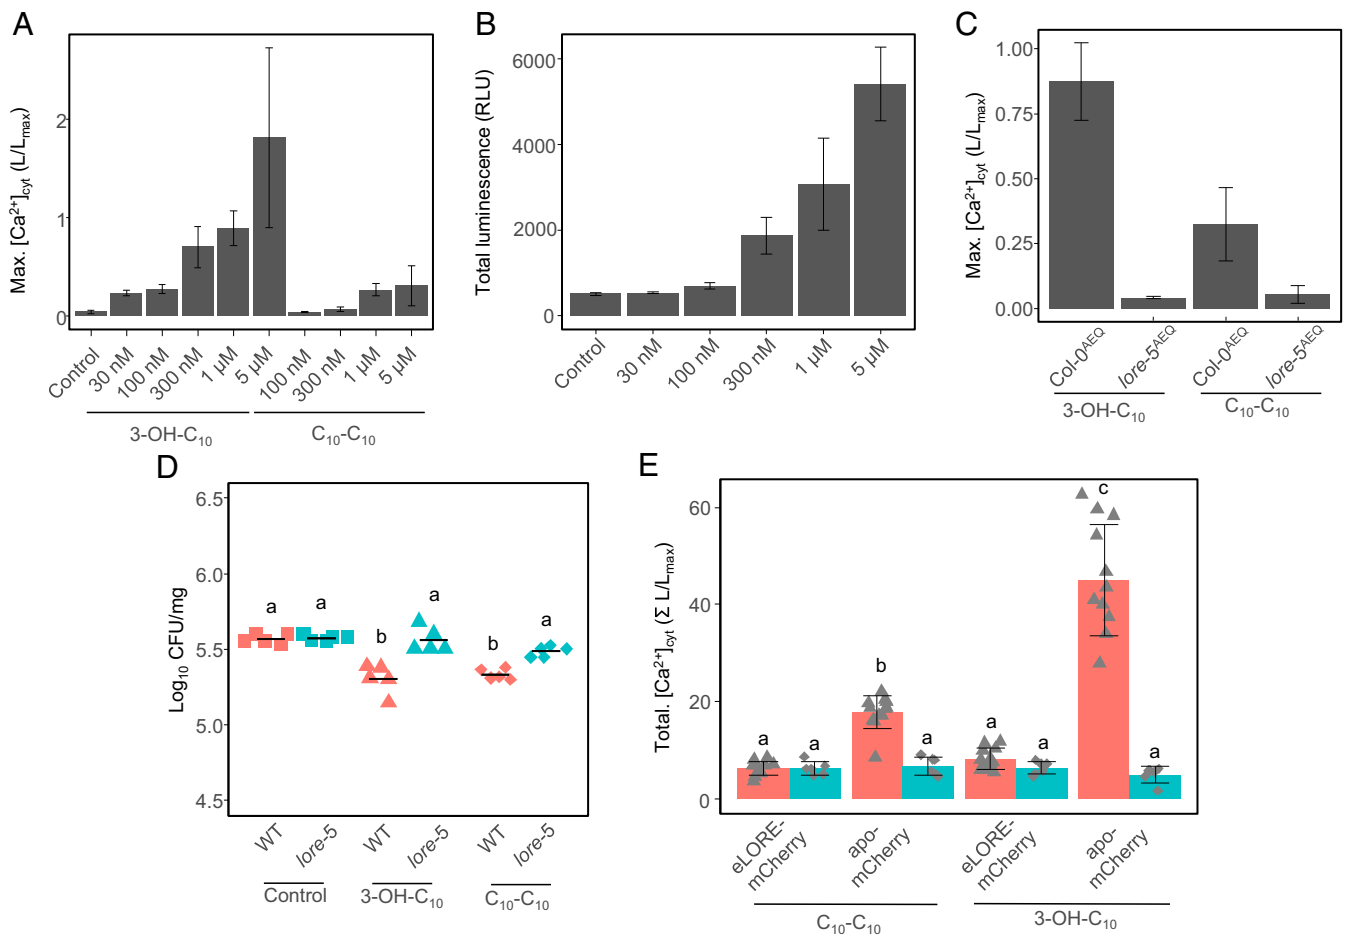 A
Max. [Ca²⁺]cyt (L/Lmax)
2
1
0
Control
30 nM
100 nM
300 nM
1 µM
5 µM
100 nM
300 nM
1 µM
5 µM
3-OH-C₁₀
C₁₀-C₁₀
B
Total luminescence (RLU)
6000
4000
2000
0
Control
30 nM
100 nM
300 nM
1 µM
5 µM
C
Max. [Ca²⁺]cyt (L/Lmax)
1.00
0.75
0.50
0.25
0.00
Col-0ᴬᴱQ
lore-5ᴬᴱQ
Col-0ᴬᴱQ
lore-5ᴬᴱQ
3-OH-C₁₀
C₁₀-C₁₀
D
Log₁₀ CFU/mg
6.5
6.0
5.5
5.0
4.5
a
a
b
a
b
a
WT
lore-5
WT
lore-5
WT
lore-5
Control
3-OH-C₁₀
C₁₀-C₁₀
E
Total. [Ca²⁺]cyt (Σ L/Lmax)
60
40
20
0
a
a
b
a
a
a
c
a
eLORE-
mCherry
apo-
mCherry
eLORE-
mCherry
apo-
mCherry
C₁₀-C₁₀
3-OH-C₁₀